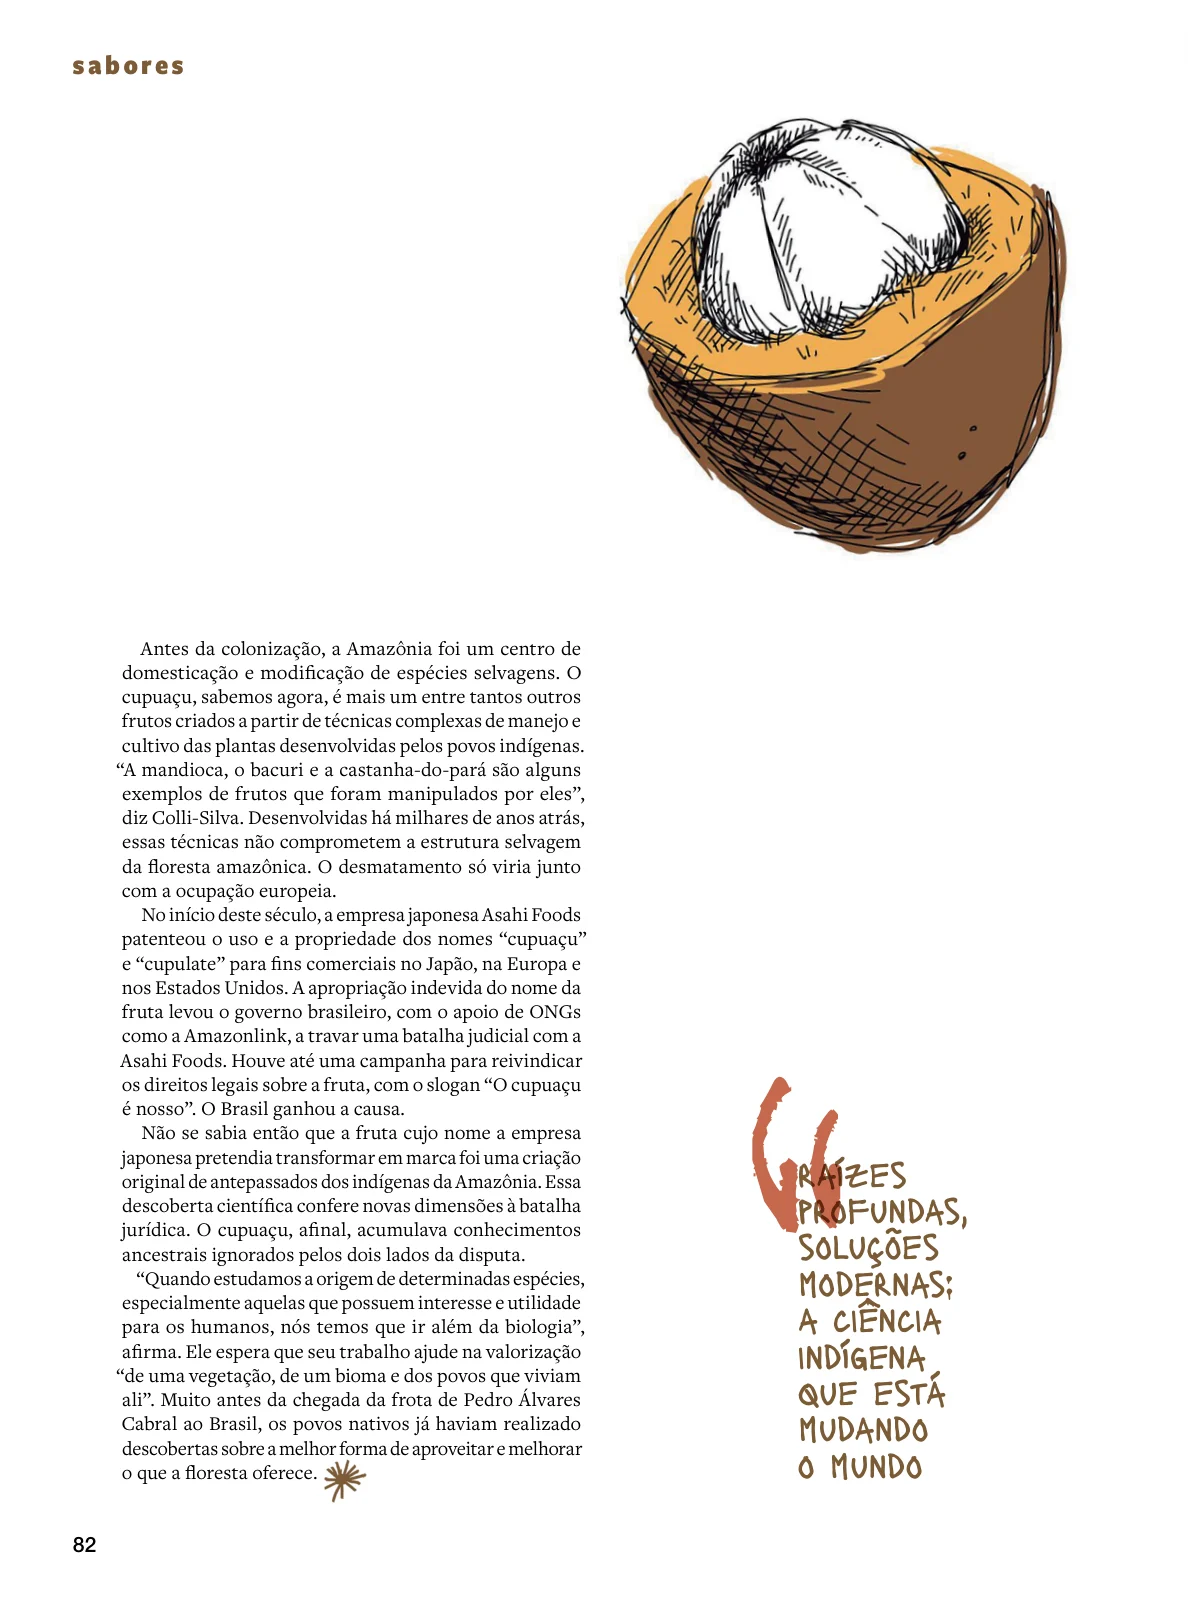 sabores
Antes da colonização, a Amazônia foi um centro de
domesticação e modificação de espécies selvagens. O
cupuaçu, sabemos agora, é mais um entre tantos outros
frutos criados a partir de técnicas complexas de manejo e
cultivo das plantas desenvolvidas pelos povos indígenas.
“A mandioca, o bacuri e a castanha-do-pará são alguns
exemplos de frutos que foram manipulados por eles”,
diz Colli-Silva. Desenvolvidas há milhares de anos atrás,
essas técnicas não comprometem a estrutura selvagem
da floresta amazônica. O desmatamento só viria junto
com a ocupação europeia.
No início deste século, a empresa japonesa Asahi Foods
patenteou o uso e a propriedade dos nomes “cupuaçu”
e “cupulate” para fins comerciais no Japão, na Europa e
nos Estados Unidos. A apropriação indevida do nome da
fruta levou o governo brasileiro, com o apoio de ONGs
como a Amazonlink, a travar uma batalha judicial com a
Asahi Foods. Houve até uma campanha para reivindicar
os direitos legais sobre a fruta, com o slogan “O cupuaçu
é nosso”. O Brasil ganhou a causa.
Não se sabia então que a fruta cujo nome a empresa
japonesa pretendia transformar em marca foi uma criação
original de antepassados dos indígenas da Amazônia. Essa
descoberta científica confere novas dimensões à batalha
jurídica. O cupuaçu, afinal, acumulava conhecimentos
ancestrais ignorados pelos dois lados da disputa.
“Quando estudamos a origem de determinadas espécies,
especialmente aquelas que possuem interesse e utilidade
para os humanos, nós temos que ir além da biologia”,
afirma. Ele espera que seu trabalho ajude na valorização
“de uma vegetação, de um bioma e dos povos que viviam
ali”. Muito antes da chegada da frota de Pedro Álvares
Cabral ao Brasil, os povos nativos já haviam realizado
descobertas sobre a melhor forma de aproveitar e melhorar
o que a floresta oferece.
RAÍZES
PROFUNDAS,
SOLUÇÕES
MODERNAS:
A CIÊNCIA
INDÍGENA
QUE ESTÁ
MUDANDO
O MUNDO
82